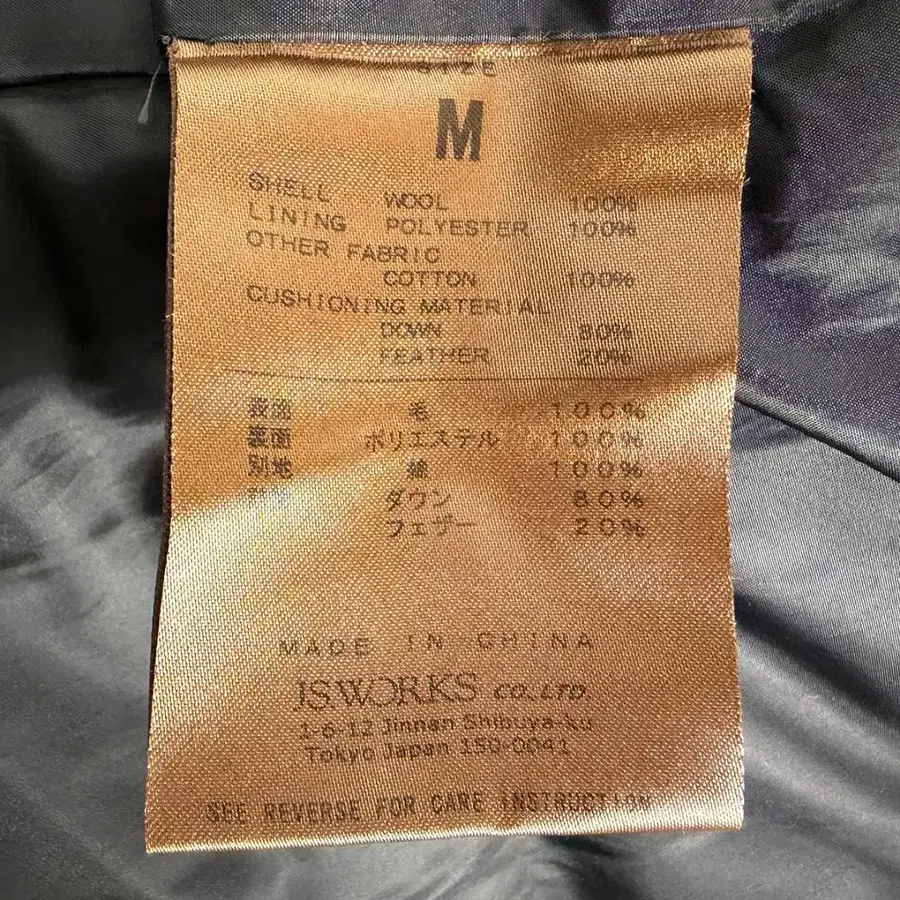 SIZE
M
SHELL WOOL 100%
LINING POLYESTER 100%
OTHER FABRIC
COTTON 100%
CUSHIONING MATERIAL
DOWN 80%
FEATHER 20%
表面 毛 100%
裏面 ポリエステル 100%
別地 綿 100%
ダウン 80%
フェザー 20%
MADE IN CHINA
JS.WORKS CO.,LTD.
1-6-12 Jinnan Shibuya-ku
Tokyo Japan 150-0041
SEE REVERSE FOR CARE INSTRUCTION